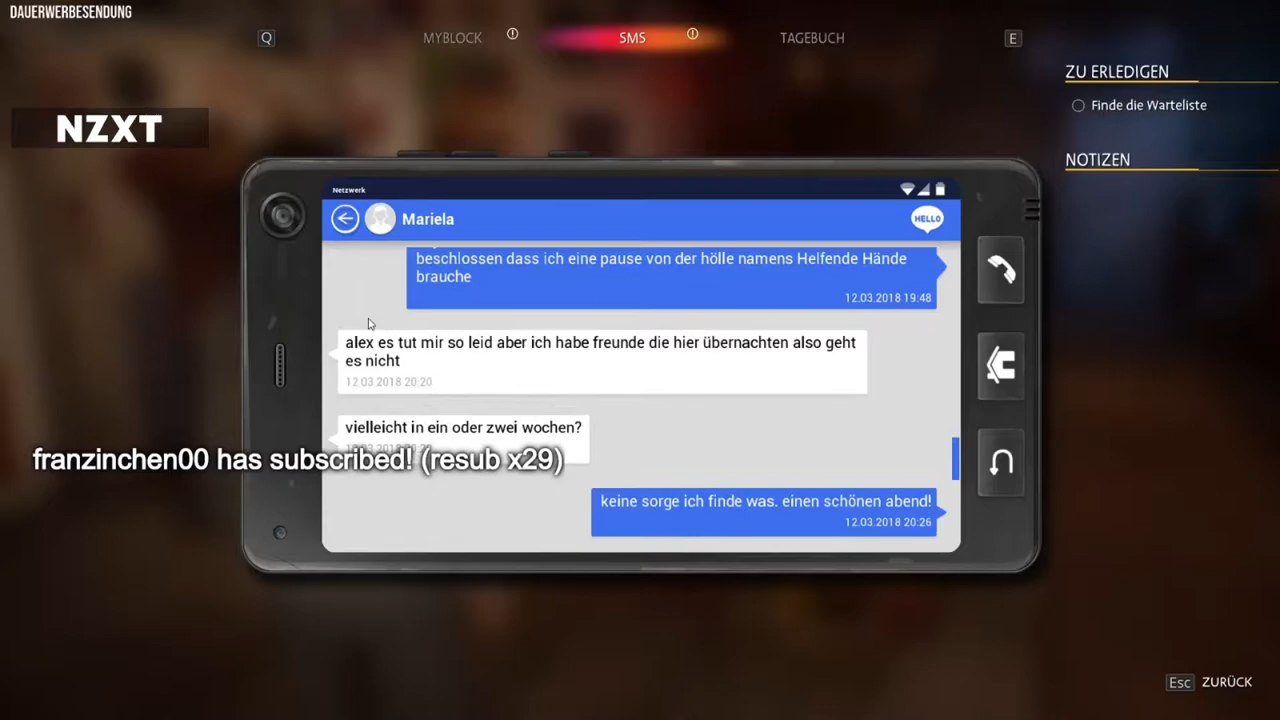 DAUERWERBESENDUNG
Q
MYBLOCK
SMS
TAGEBUCH
E
ZU ERLEDIGEN
Finde die Warteliste
NOTIZEN
NZXT
Netzwerk
Mariela
HELLO
beschlossen dass ich eine pause von der hölle namens Helfende Hände
brauche
12.03.2018 19:48
alex es tut mir so leid aber ich habe freunde die hier übernachten also geht
es nicht
12.03.2018 20:20
vielleicht in ein oder zwei wochen?
franzinchen00 has subscribed! (resub x29)
keine sorge ich finde was. einen schönen abend!
12.03.2018 20:26
Esc ZURÜCK